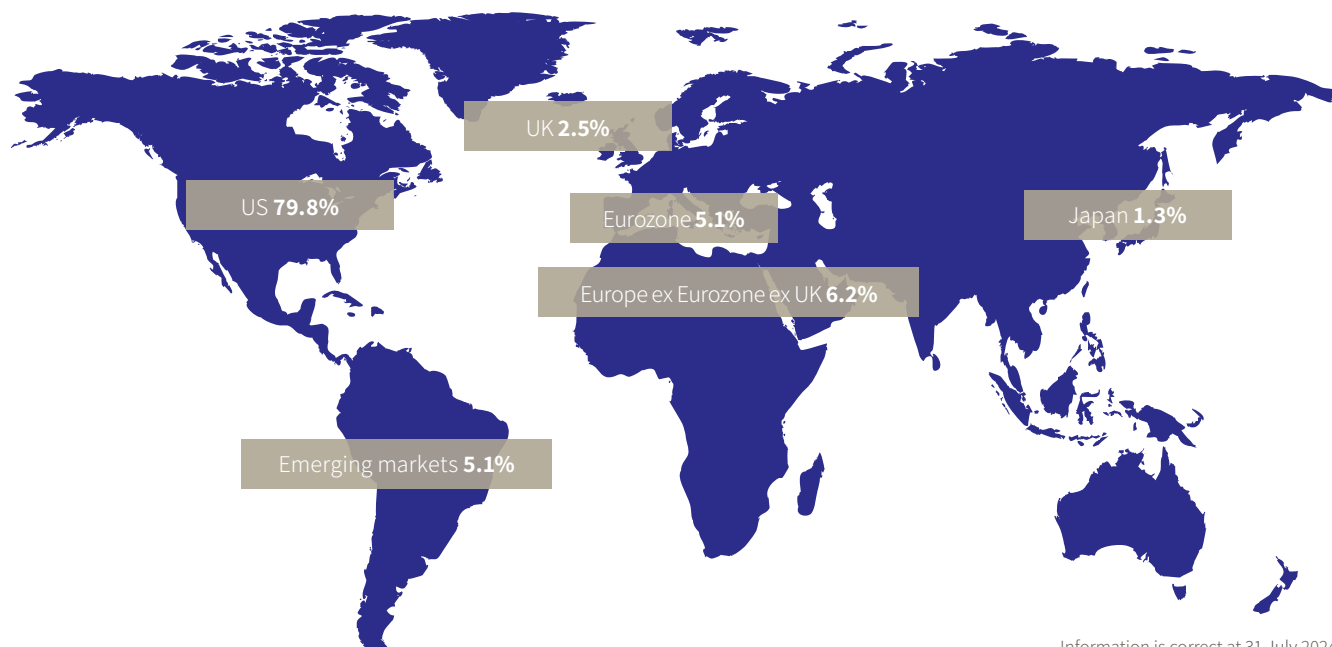 UK 2.5%
US 79.8%
Eurozone 5.1%
Japan 1.3%
Europe ex Eurozone ex UK 6.2%
Emerging markets 5.1%
Information is correct at 31 July 2024